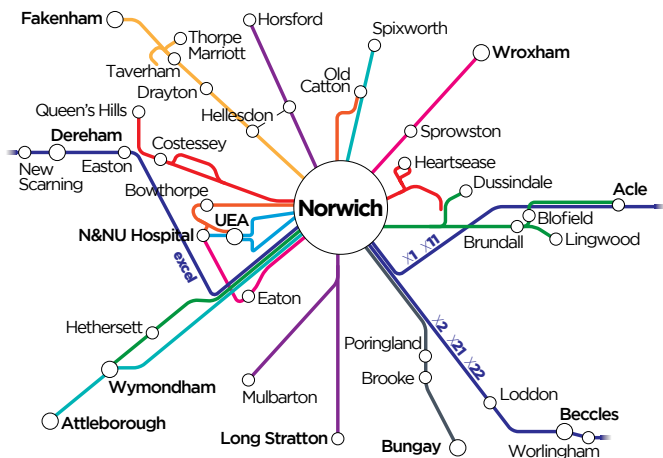 Fakenham
Horsford
Spixworth
Thorpe
Marriott
Wroxham
Taverham
Old
Catton
Drayton
Queen's Hills
Hellesdon
Sprowston
Dereham
Costessey
Heartsease
New
Scarning
Easton
Dussindale
Bowthorpe
Norwich
Acle
UEA
Blofield
N&NU Hospital
Brundall
Lingwood
X1 X11
excel
Eaton
Hethersett
X2 X21 X22
Poringland
Wymondham
Mulbarton
Brooke
Loddon
Attleborough
Long Stratton
Bungay
Beccles
Worlingham